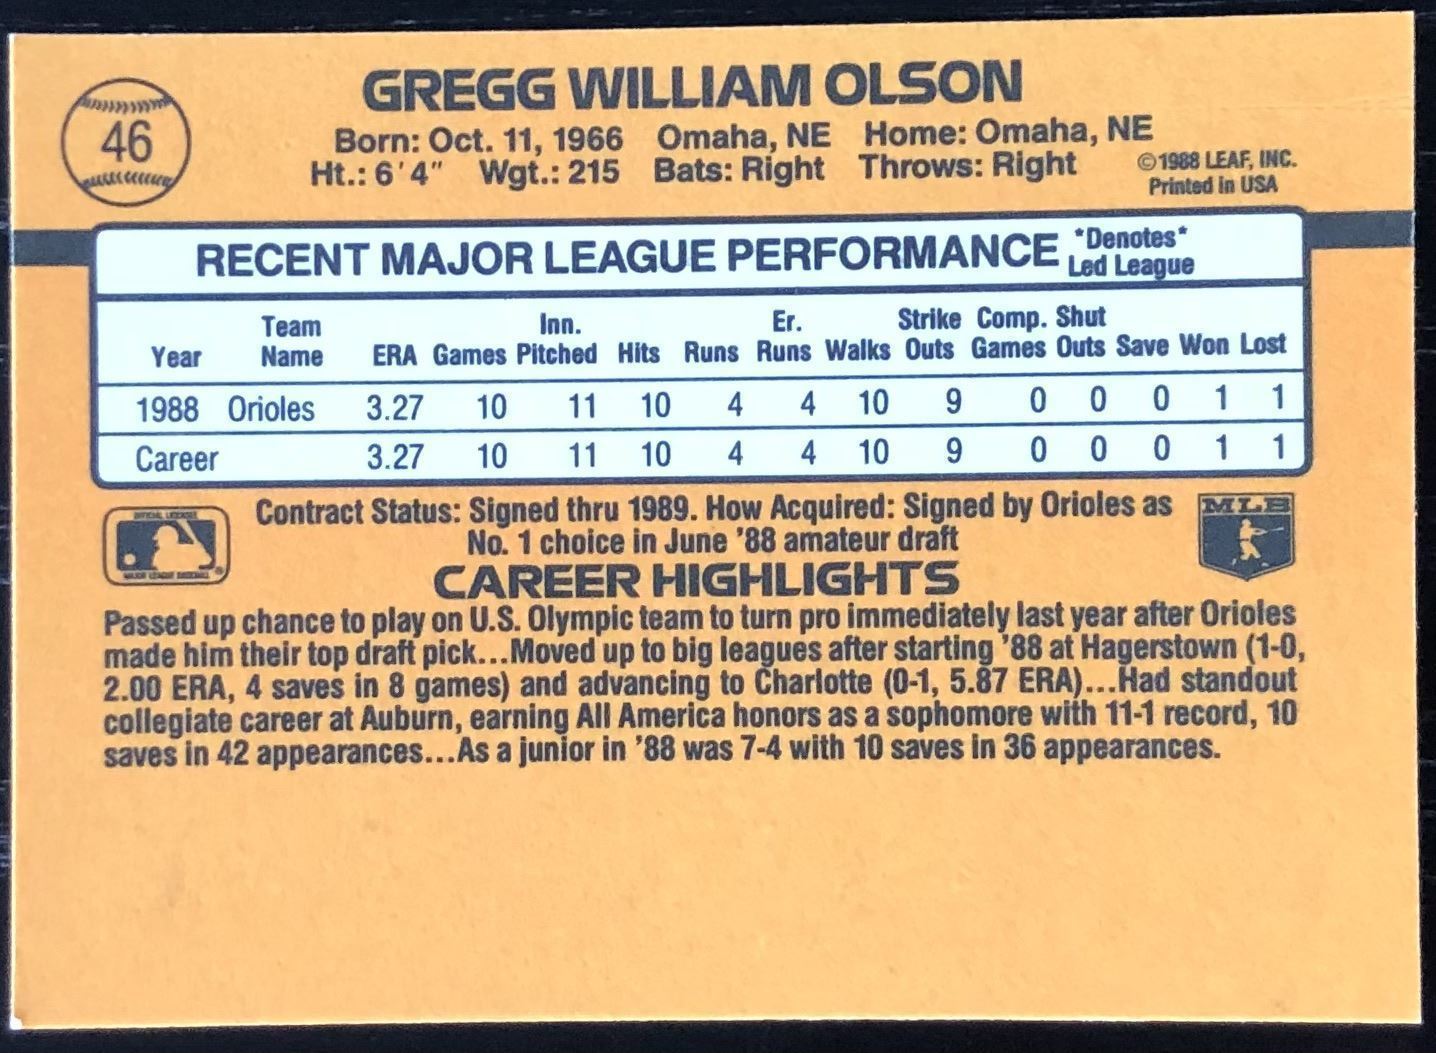 46
GREGG WILLIAM OLSON
Born: Oct. 11, 1966 Omaha, NE Home: Omaha, NE
Ht.: 6'4" Wgt.: 215 Bats: Right Throws: Right
©1988 LEAF, INC.
Printed in USA
RECENT MAJOR LEAGUE PERFORMANCE *Denotes* Led League
Year Team Name ERA Games Inn. Pitched Hits Runs Er. Runs Walks Strike Outs Comp. Games Shut Outs Save Won Lost
1988 Orioles 3.27 10 11 10 4 4 10 9 0 0 0 1 1
Career 3.27 10 11 10 4 4 10 9 0 0 0 1 1
Contract Status: Signed thru 1989. How Acquired: Signed by Orioles as
No. 1 choice in June '88 amateur draft
OFFICIAL LICENSEE
MAJOR LEAGUE BASEBALL
MLB
CAREER HIGHLIGHTS
Passed up chance to play on U.S. Olympic team to turn pro immediately last year after Orioles
made him their top draft pick...Moved up to big leagues after starting '88 at Hagerstown (1-0,
2.00 ERA, 4 saves in 8 games) and advancing to Charlotte (0-1, 5.87 ERA)...Had standout
collegiate career at Auburn, earning All America honors as a sophomore with 11-1 record, 10
saves in 42 appearances...As a junior in '88 was 7-4 with 10 saves in 36 appearances.